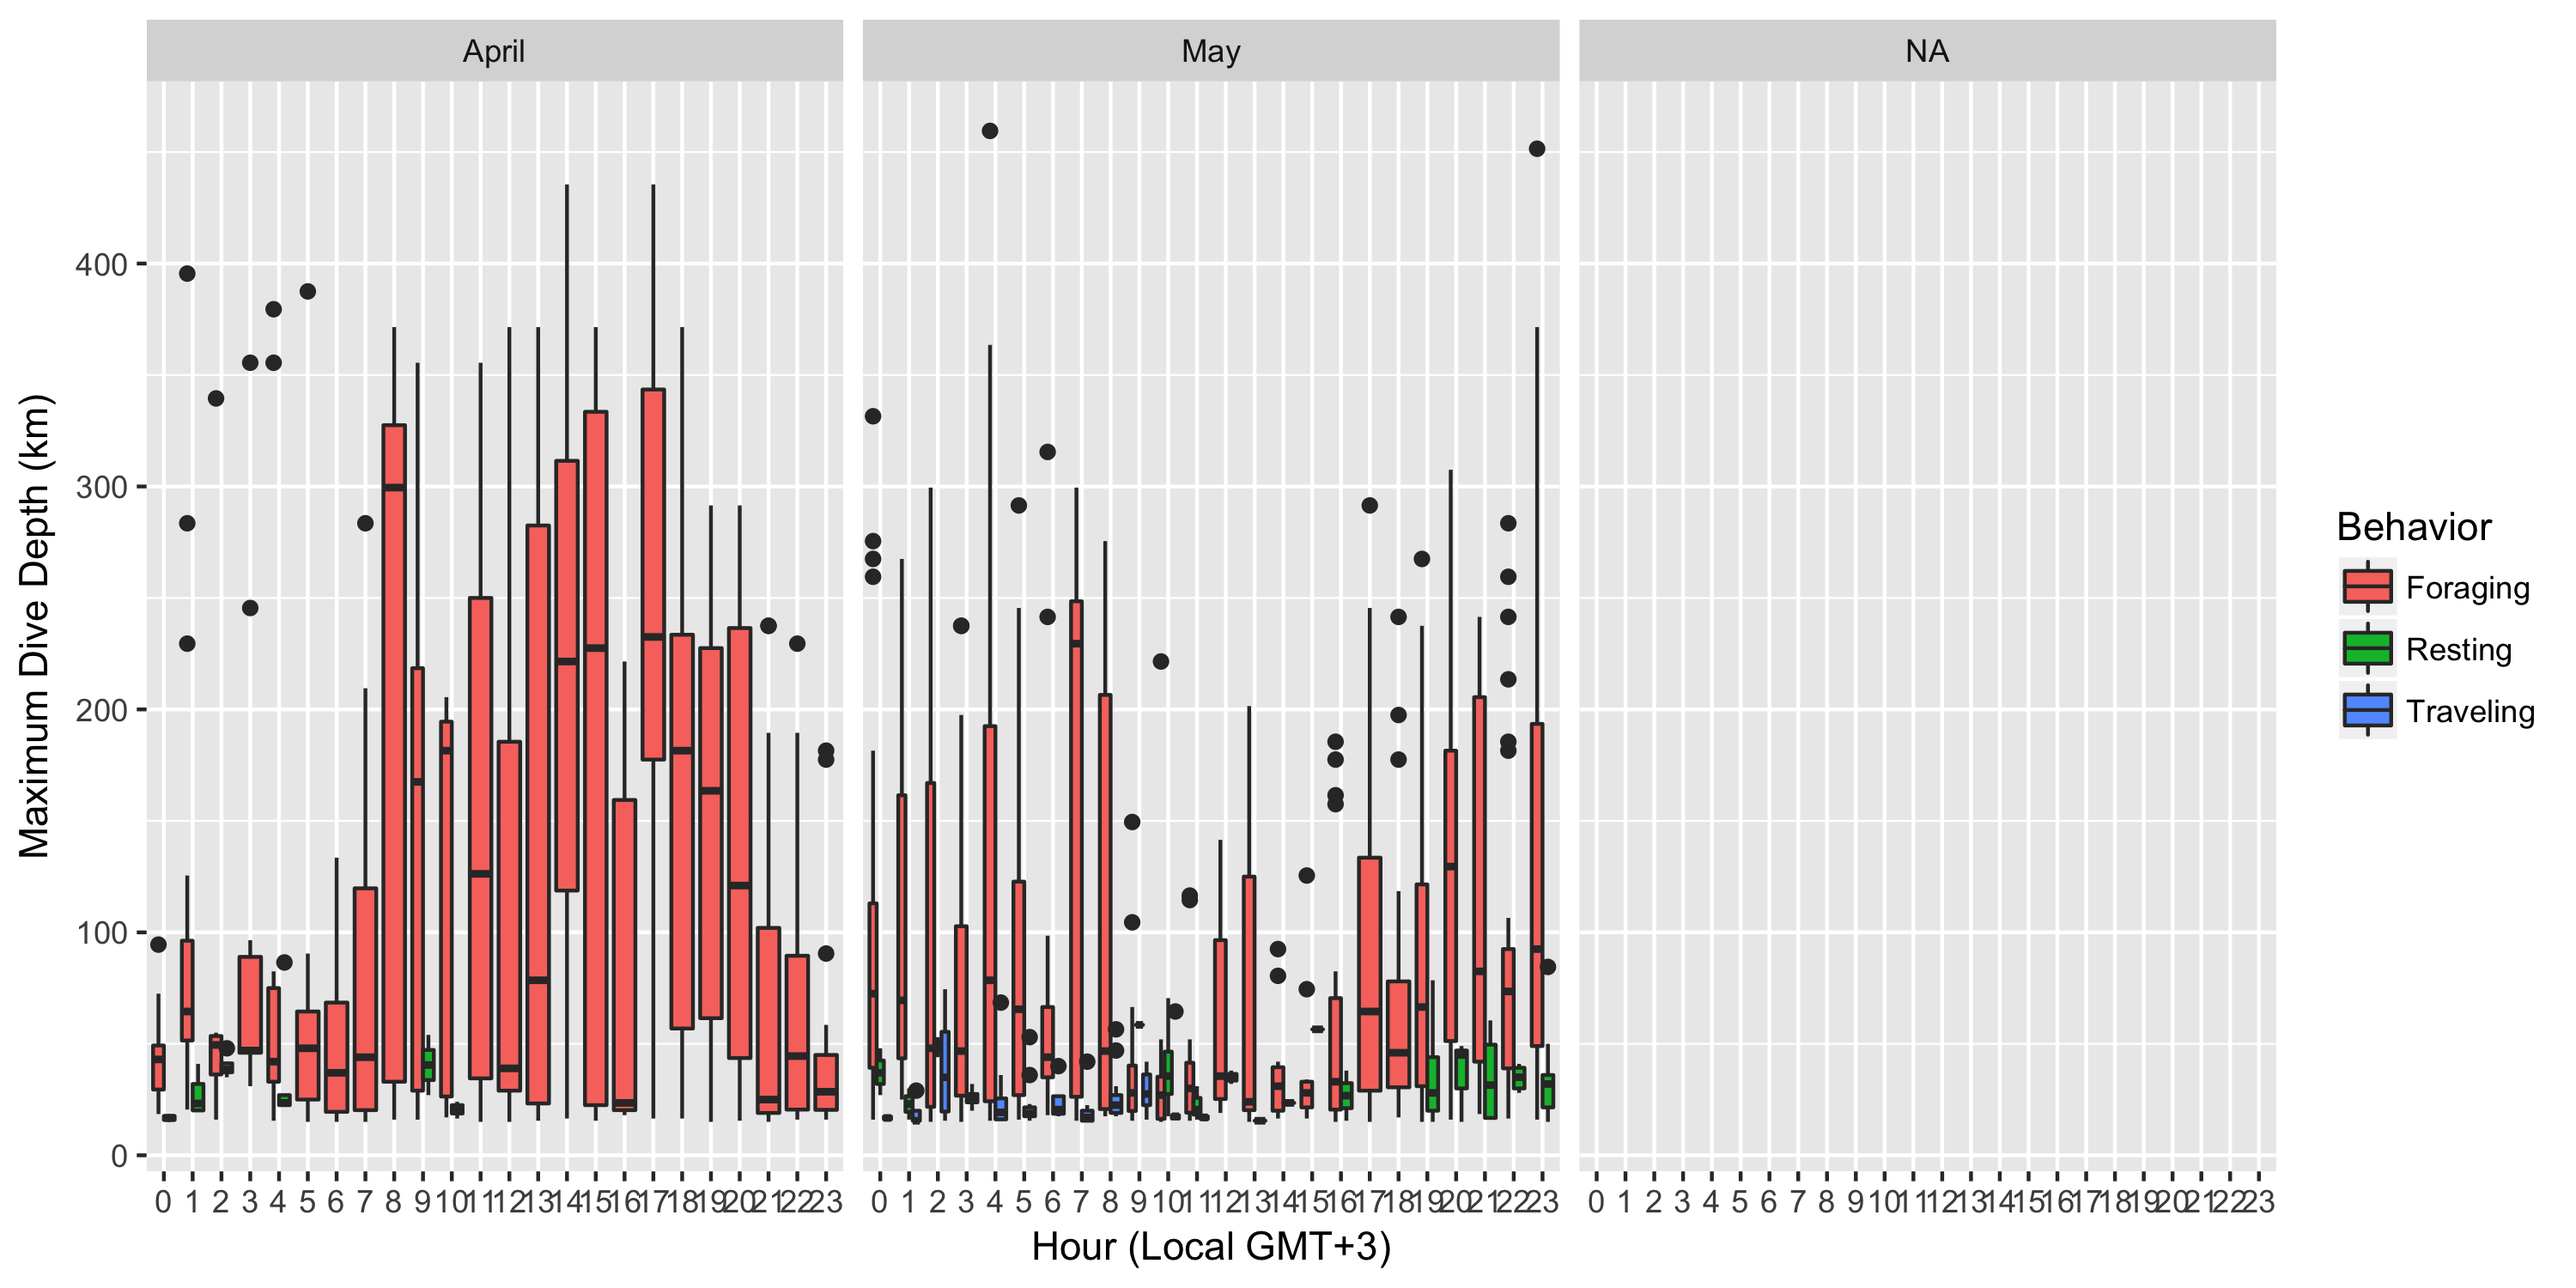 April May NA
Maximum Dive Depth (km)
400
300
200
100
0
0 1 2 3 4 5 6 7 8 9 10 11 12 13 14 15 16 17 18 19 20 21 22 23
0 1 2 3 4 5 6 7 8 9 10 11 12 13 14 15 16 17 18 19 20 21 22 23
0 1 2 3 4 5 6 7 8 9 10 11 12 13 14 15 16 17 18 19 20 21 22 23
Hour (Local GMT+3)
Behavior
Foraging
Resting
Traveling